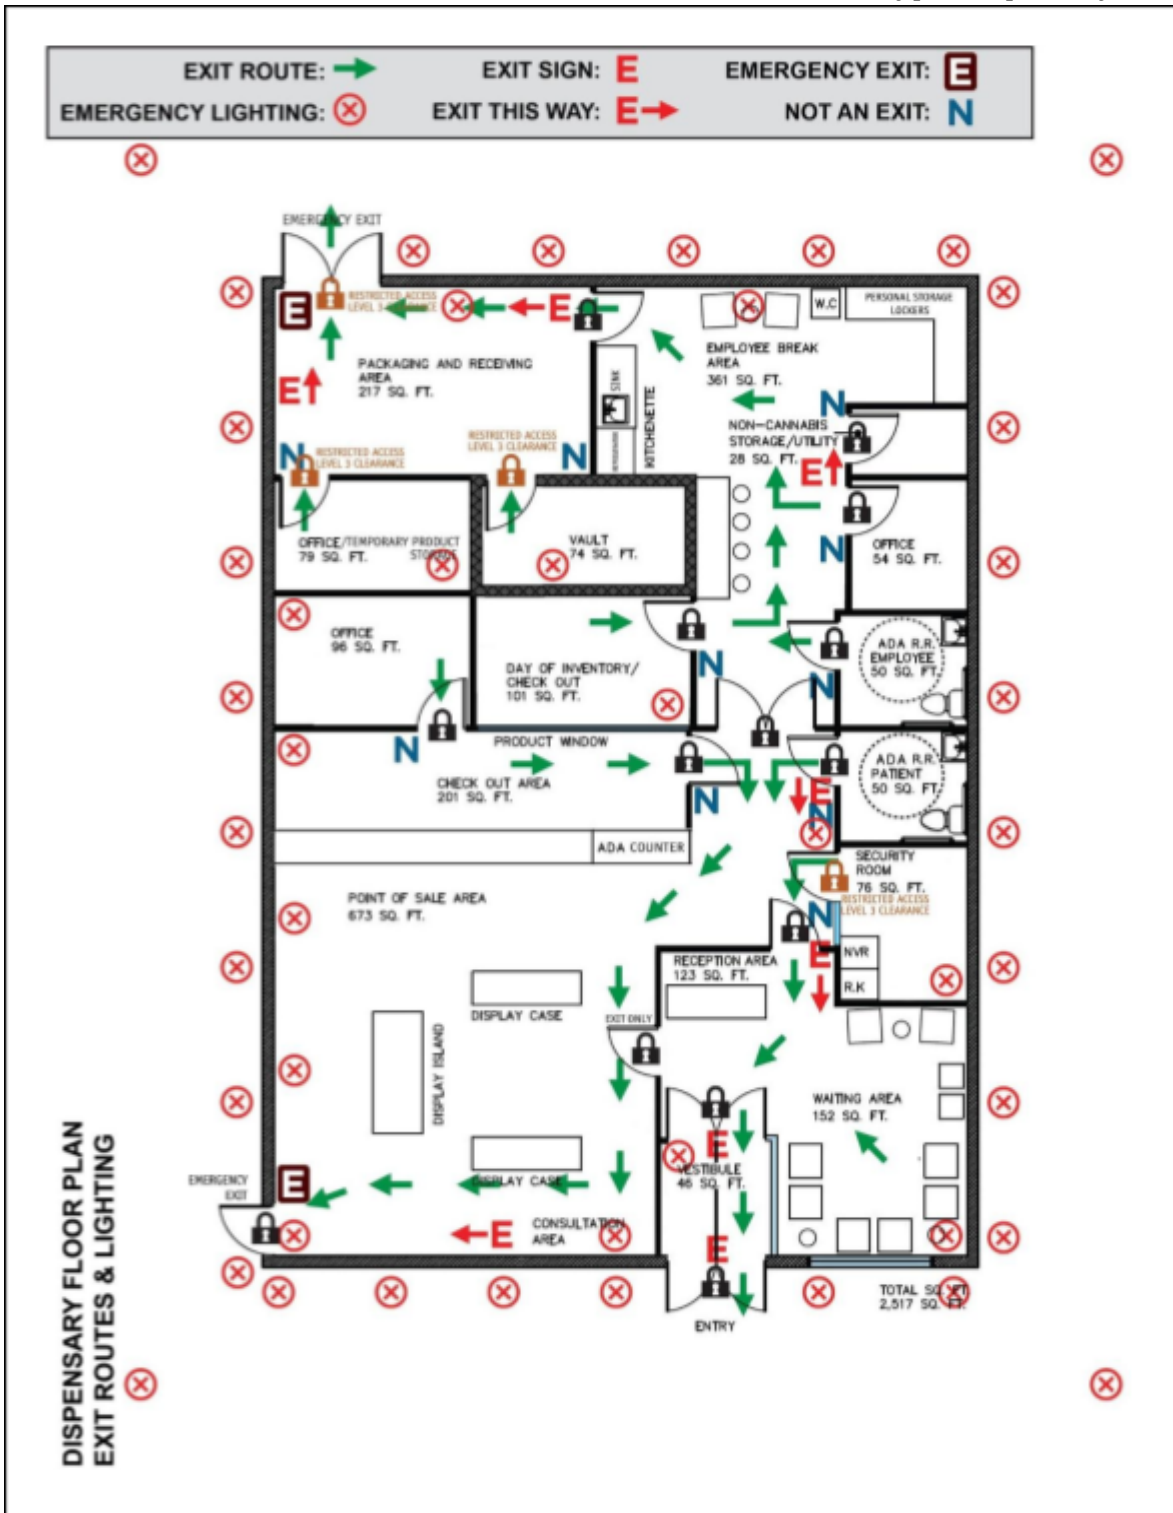 EXIT ROUTE:
EXIT SIGN: E
EMERGENCY EXIT: E
EMERGENCY LIGHTING:
EXIT THIS WAY: E
NOT AN EXIT: N
EMERGENCY EXIT
E
RESTRICTED ACCESS
LEVEL 3 CLEARANCE
E
W.C
PERSONAL STORAGE
LOCKERS
PACKAGING AND RECEIVING
AREA
217 SQ. FT.
E
EMPLOYEE BREAK
AREA
361 SQ. FT.
SINK
KITCHENETTE
N
NON-CANNABIS
STORAGE/UTILITY
28 SQ. FT.
E
N
RESTRICTED ACCESS
LEVEL 3 CLEARANCE
RESTRICTED ACCESS
LEVEL 3 CLEARANCE
N
OFFICE/TEMPORARY PRODUCT
STORAGE
79 SQ. FT.
VAULT
74 SQ. FT.
N
OFFICE
54 SQ. FT.
OFFICE
96 SQ. FT.
DAY OF INVENTORY/
CHECK OUT
101 SQ. FT.
N
N
ADA R.R.
EMPLOYEE
50 SQ. FT.
N
PRODUCT WINDOW
CHECK OUT AREA
201 SQ. FT.
N
E
N
ADA R.R.
PATIENT
50 SQ. FT.
ADA COUNTER
SECURITY
ROOM
76 SQ. FT.
RESTRICTED ACCESS
LEVEL 3 CLEARANCE
N
POINT OF SALE AREA
673 SQ. FT.
E
NVR
R.K
RECEPTION AREA
123 SQ. FT.
DISPLAY CASE
EXIT ONLY
DISPLAY ISLAND
WAITING AREA
152 SQ. FT.
E
VESTIBULE
46 SQ. FT.
DISPLAY CASE
E
EMERGENCY
EXIT
E
CONSULTATION
AREA
E
TOTAL SQ. FT.
2,517 SQ. FT.
ENTRY
DISPENSARY FLOOR PLAN
EXIT ROUTES & LIGHTING